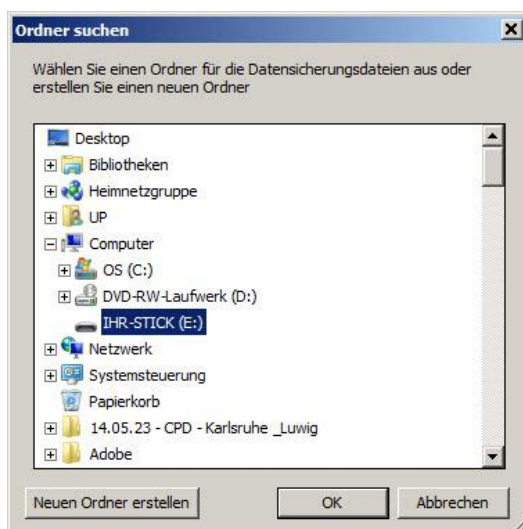 Ordner suchen
Wählen Sie einen Ordner für die Datensicherungsdateien aus oder
erstellen Sie einen neuen Ordner
Desktop
Bibliotheken
Heimnetzgruppe
UP
Computer
OS (C:)
DVD-RW-Laufwerk (D:)
IHR-STICK (E:)
Netzwerk
Systemsteuerung
Papierkorb
14.05.23 - CPD - Karlsruhe _Luwig
Adobe
Neuen Ordner erstellen OK Abbrechen